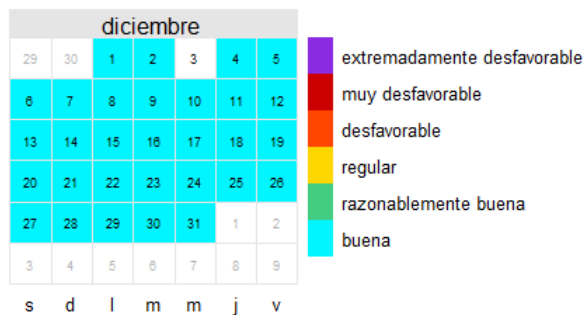 diciembre
29 30 1 2 3 4 5
6 7 8 9 10 11 12
13 14 15 16 17 18 19
20 21 22 23 24 25 26
27 28 29 30 31 1 2
3 4 5 6 7 8 9
s d l m m j v
extremadamente desfavorable
muy desfavorable
desfavorable
regular
razonablemente buena
buena